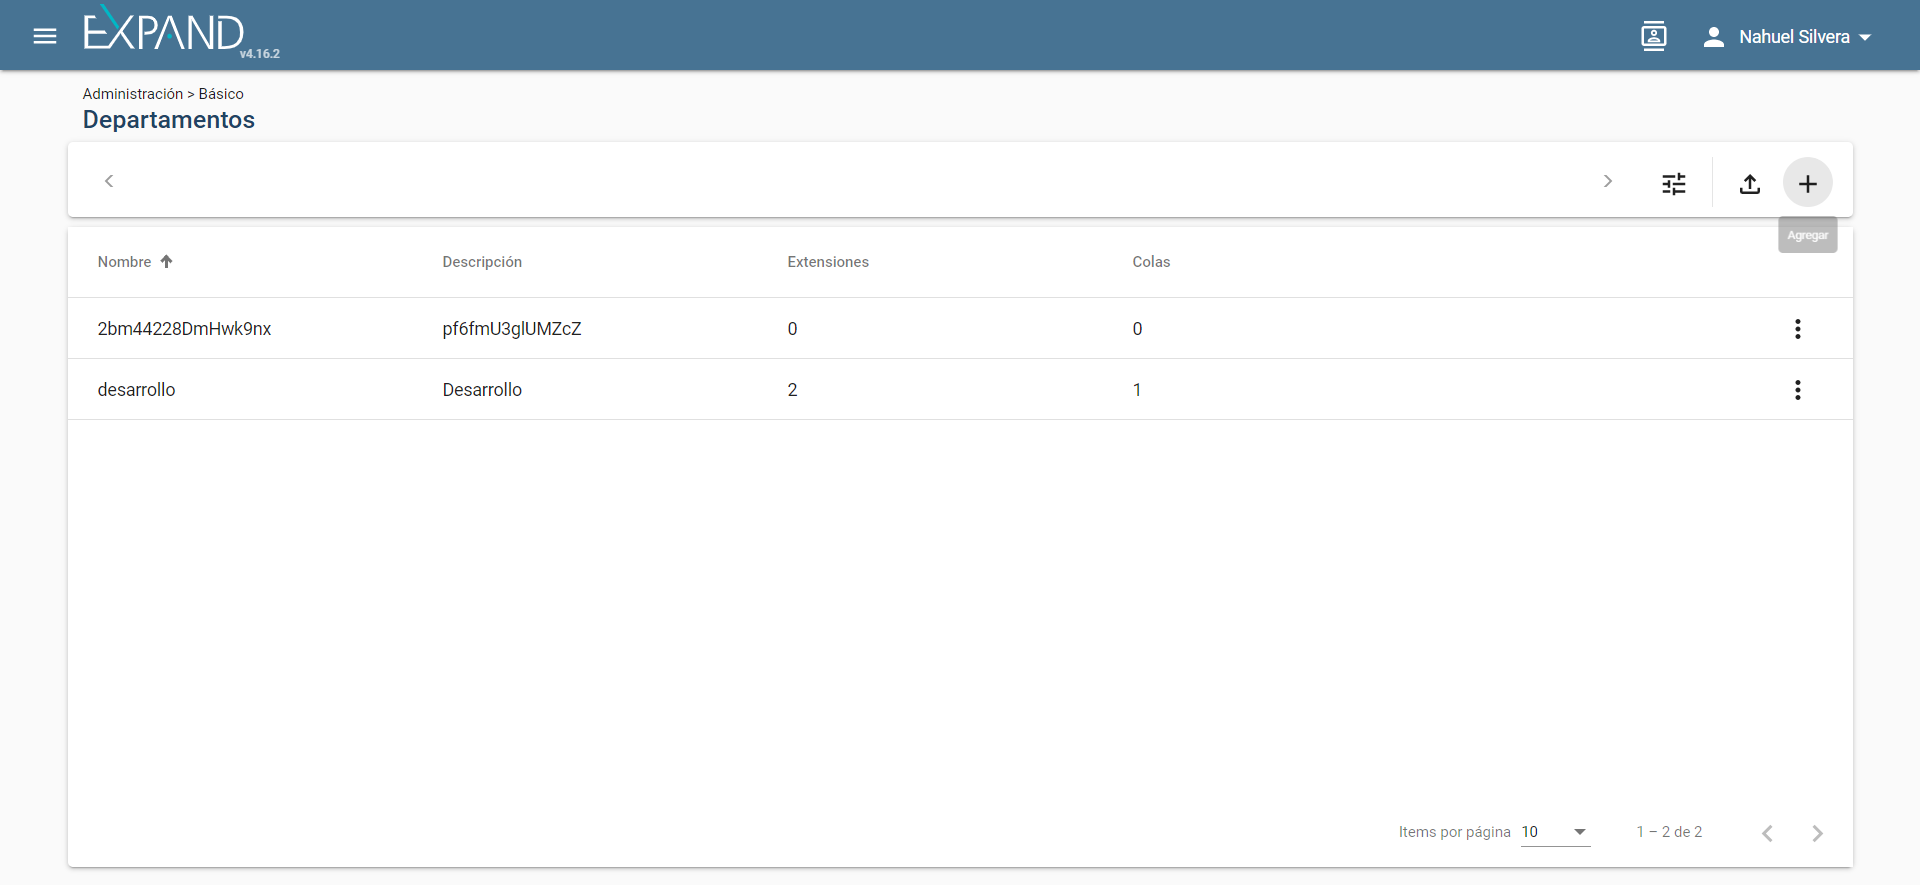 EXPAND
v4.16.2
Nahuel Silvera
Administración > Básico
Departamentos
Agregar
Nombre Descripción Extensiones Colas
2bm44228DmHwk9nx pf6fmU3glUMZcZ 0 0
desarrollo Desarrollo 2 1
Items por página 10 1 – 2 de 2